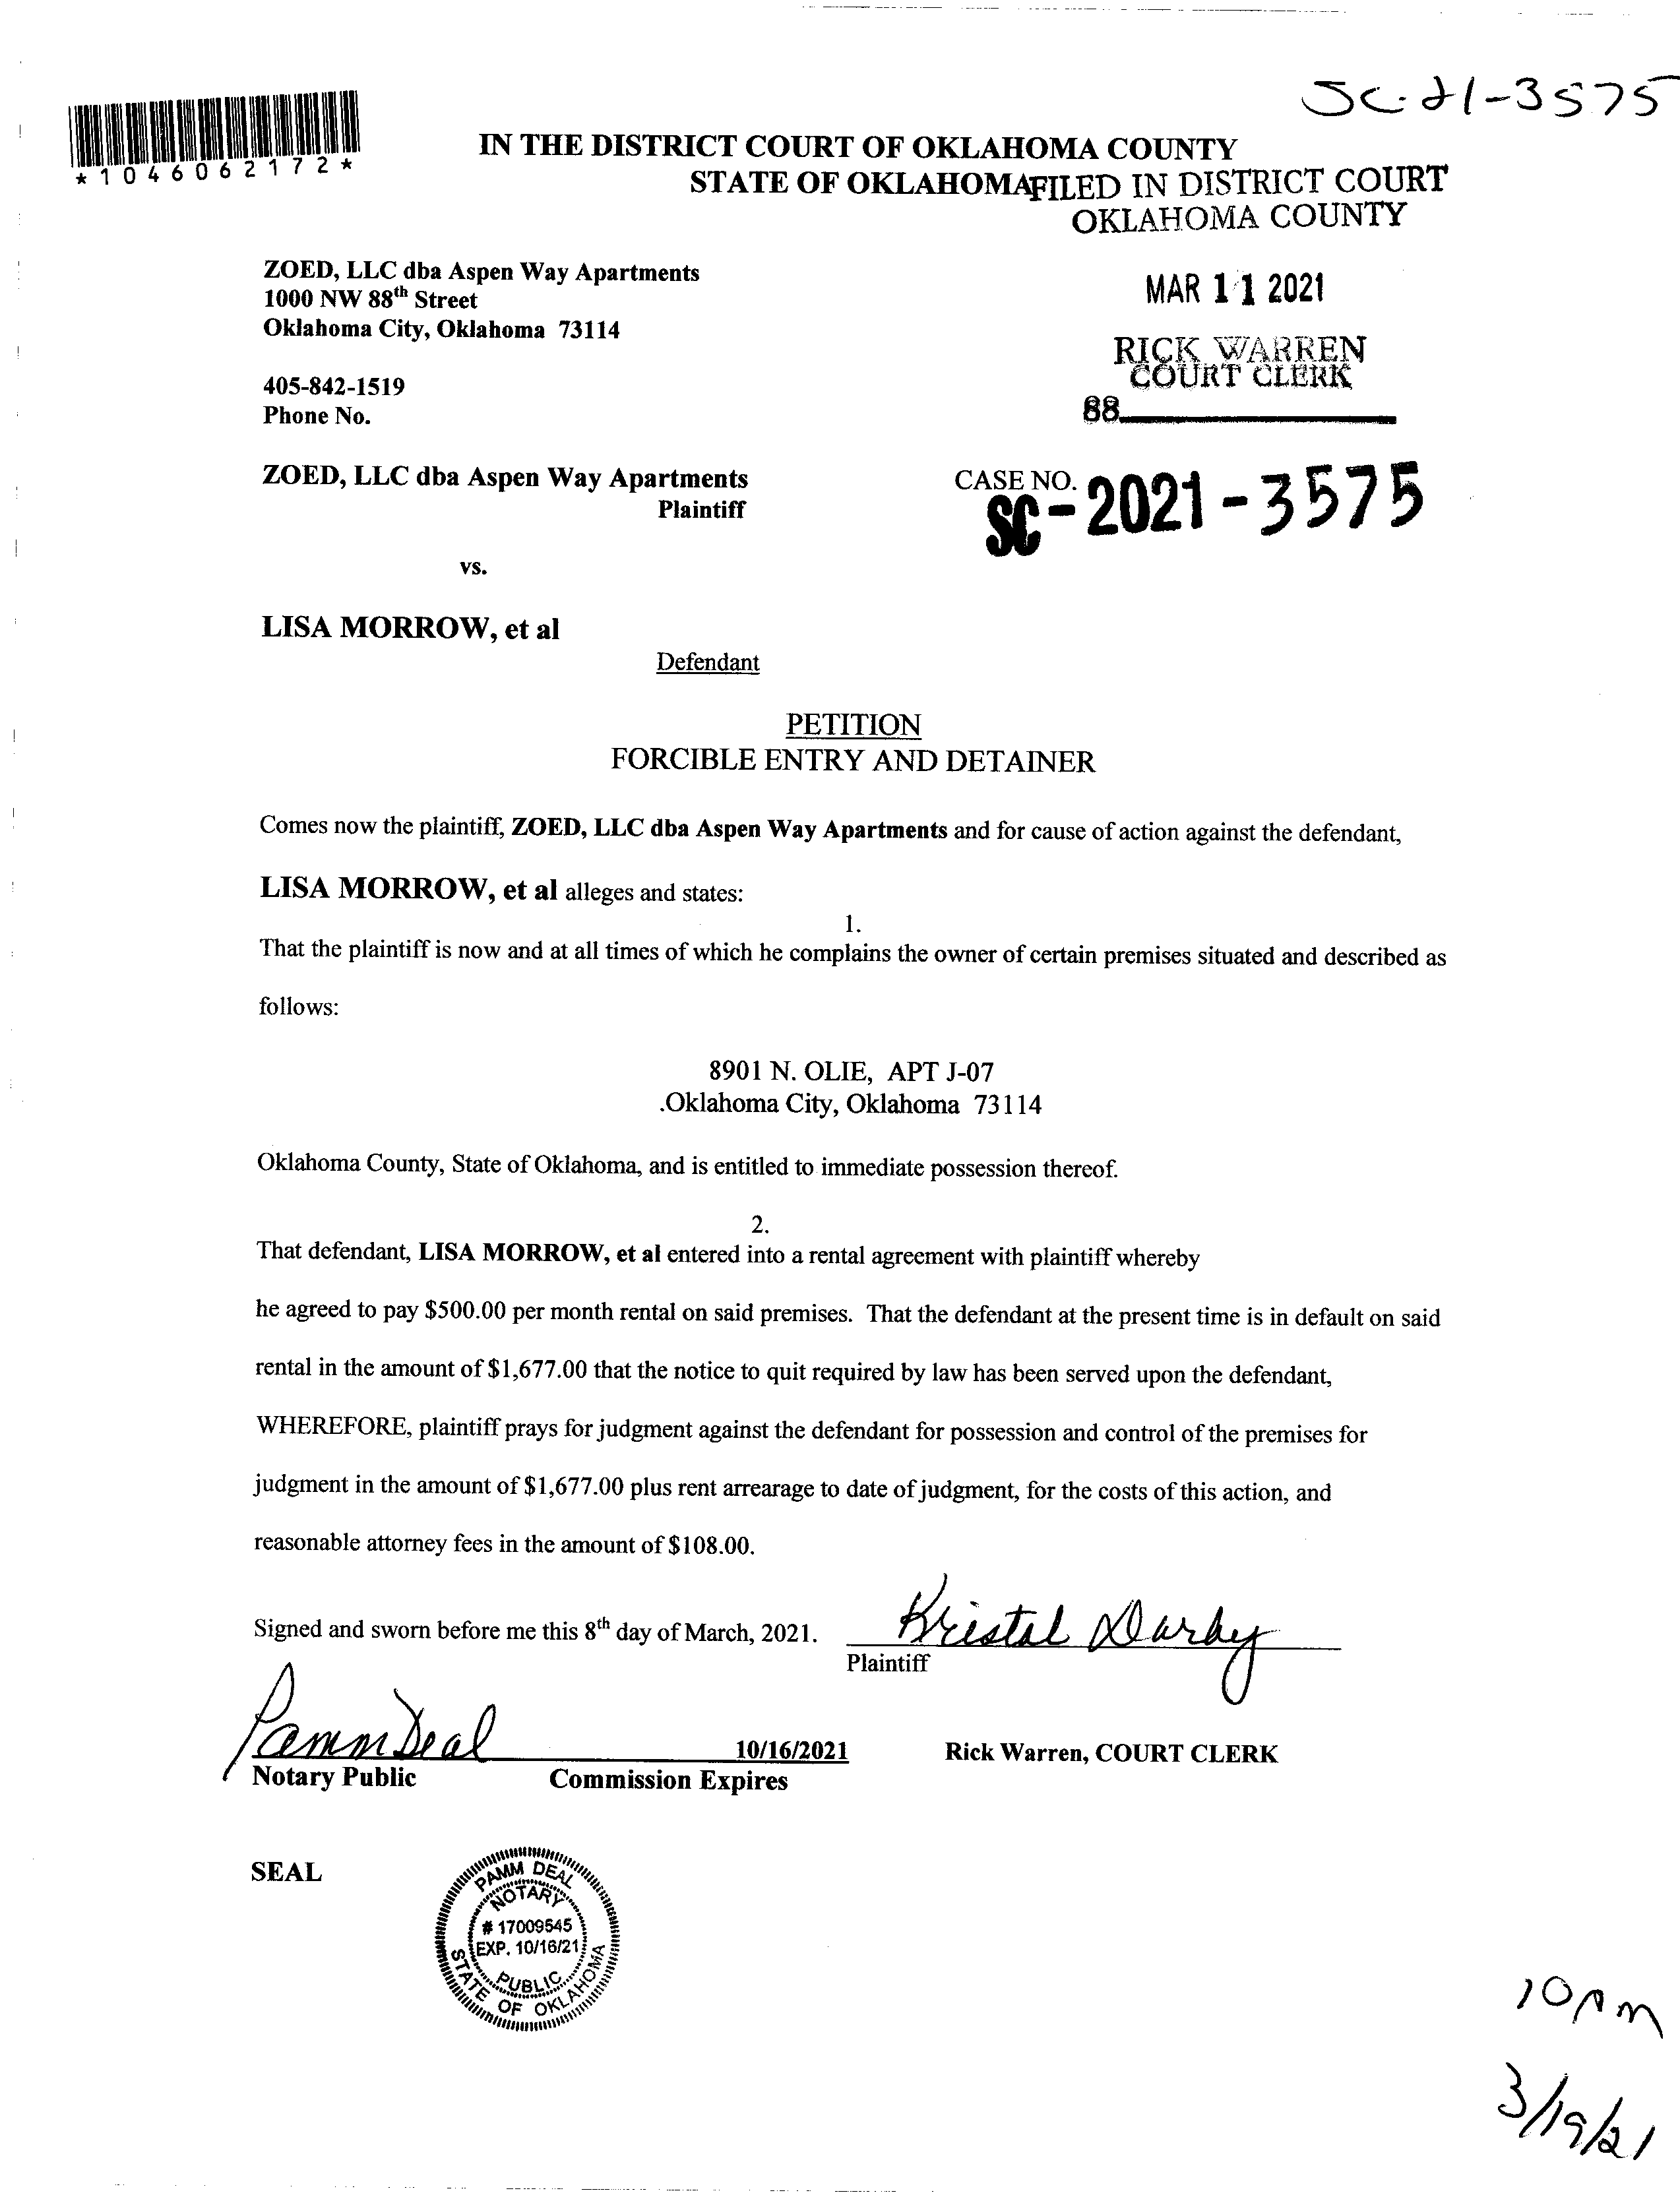 SC-21-3575
*1046062172*
IN THE DISTRICT COURT OF OKLAHOMA COUNTY
STATE OF OKLAHOMA
FILED IN DISTRICT COURT
OKLAHOMA COUNTY
ZOED, LLC dba Aspen Way Apartments
1000 NW 88th Street
Oklahoma City, Oklahoma 73114
MAR 11 2021
RICK WARREN
COURT CLERK
405-842-1519
Phone No.
88
ZOED, LLC dba Aspen Way Apartments
Plaintiff
CASE NO.
SC-2021-3575
vs.
LISA MORROW, et al
Defendant
PETITION
FORCIBLE ENTRY AND DETAINER
Comes now the plaintiff, ZOED, LLC dba Aspen Way Apartments and for cause of action against the defendant,
LISA MORROW, et al alleges and states:
1.
That the plaintiff is now and at all times of which he complains the owner of certain premises situated and described as
follows:
8901 N. OLIE, APT J-07
.Oklahoma City, Oklahoma 73114
Oklahoma County, State of Oklahoma, and is entitled to immediate possession thereof.
2.
That defendant, LISA MORROW, et al entered into a rental agreement with plaintiff whereby
he agreed to pay $500.00 per month rental on said premises. That the defendant at the present time is in default on said
rental in the amount of $1,677.00 that the notice to quit required by law has been served upon the defendant,
WHEREFORE, plaintiff prays for judgment against the defendant for possession and control of the premises for
judgment in the amount of $1,677.00 plus rent arrearage to date of judgment, for the costs of this action, and
reasonable attorney fees in the amount of $108.00.
Signed and sworn before me this 8th day of March, 2021.
Kristal Darby
Plaintiff
Pamm Deal
10/16/2021
Rick Warren, COURT CLERK
Notary Public
Commission Expires
SEAL
PAMM DEAL
NOTARY
# 17009545
EXP. 10/16/21
PUBLIC
STATE OF OKLAHOMA
10 AM
3/19/21